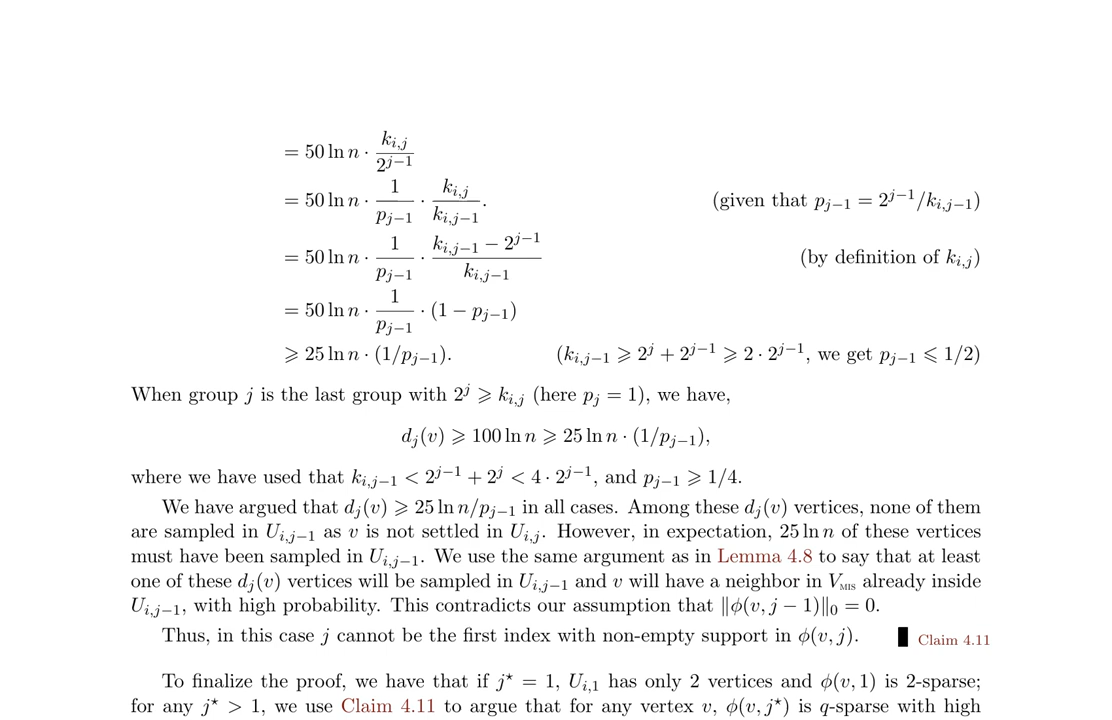 = 50 ln n · k_{i,j} / 2^{j−1}
= 50 ln n · 1/p_{j−1} · k_{i,j}/k_{i,j−1}. (given that p_{j−1} = 2^{j−1}/k_{i,j−1})
= 50 ln n · 1/p_{j−1} · (k_{i,j−1} − 2^{j−1})/k_{i,j−1} (by definition of k_{i,j})
= 50 ln n · 1/p_{j−1} · (1 − p_{j−1})
⩾ 25 ln n · (1/p_{j−1}). (k_{i,j−1} ⩾ 2^j + 2^{j−1} ⩾ 2 · 2^{j−1}, we get p_{j−1} ⩽ 1/2)
When group j is the last group with 2^j ⩾ k_{i,j} (here p_j = 1), we have,
d_j(v) ⩾ 100 ln n ⩾ 25 ln n · (1/p_{j−1}),
where we have used that k_{i,j−1} < 2^{j−1} + 2^j < 4 · 2^{j−1}, and p_{j−1} ⩾ 1/4.
We have argued that d_j(v) ⩾ 25 ln n/p_{j−1} in all cases. Among these d_j(v) vertices, none of them
are sampled in U_{i,j−1} as v is not settled in U_{i,j}. However, in expectation, 25 ln n of these vertices
must have been sampled in U_{i,j−1}. We use the same argument as in Lemma 4.8 to say that at least
one of these d_j(v) vertices will be sampled in U_{i,j−1} and v will have a neighbor in V_{MIS} already inside
U_{i,j−1}, with high probability. This contradicts our assumption that ∥ϕ(v, j − 1)∥_0 = 0.
Thus, in this case j cannot be the first index with non-empty support in ϕ(v, j). ∎ Claim 4.11
To finalize the proof, we have that if j^⋆ = 1, U_{i,1} has only 2 vertices and ϕ(v, 1) is 2-sparse;
for any j^⋆ > 1, we use Claim 4.11 to argue that for any vertex v, ϕ(v, j^⋆) is q-sparse with high